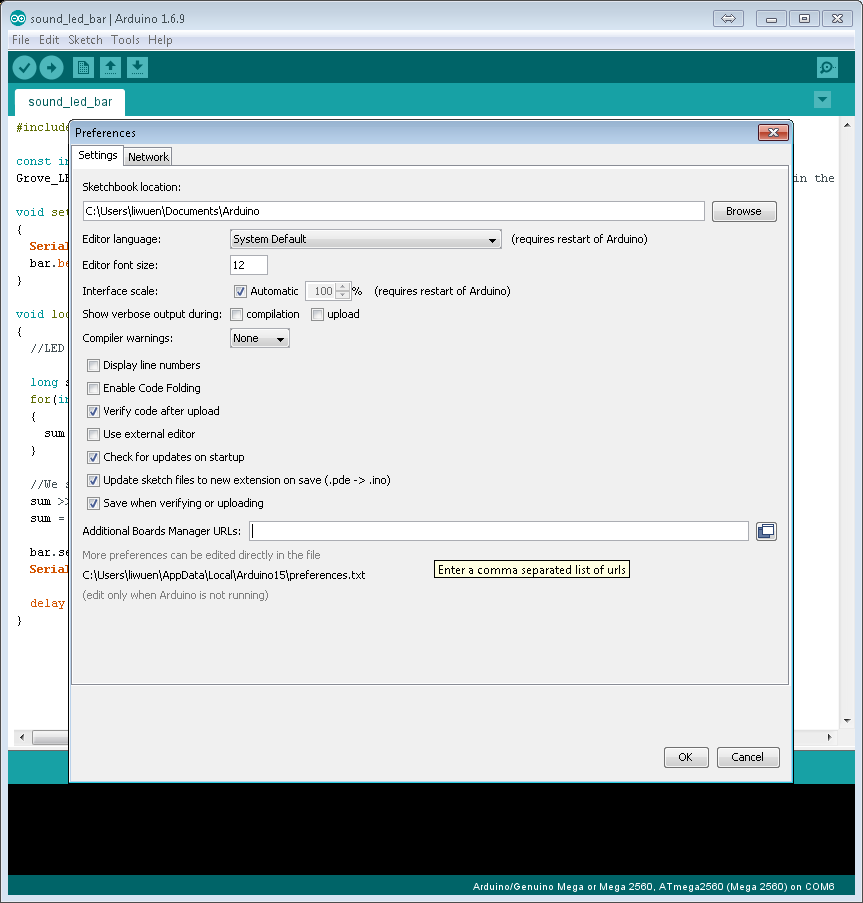 sound_led_bar | Arduino 1.6.9
File Edit Sketch Tools Help
sound_led_bar
#include
Preferences
Settings Network
const in
Grove_LE
in the
Sketchbook location:
C:\Users\liwuen\Documents\Arduino
Browse
void set
{
Editor language: System Default (requires restart of Arduino)
Serial
bar.be
Editor font size: 12
}
Interface scale: Automatic 100 % (requires restart of Arduino)
void loo
Show verbose output during: compilation upload
{
Compiler warnings: None
//LED
Display line numbers
long s
Enable Code Folding
for(in
{
Verify code after upload
sum
Use external editor
}
Check for updates on startup
//We s
Update sketch files to new extension on save (.pde -> .ino)
sum >>
Save when verifying or uploading
sum =
Additional Boards Manager URLs:
bar.se
More preferences can be edited directly in the file
Serial
C:\Users\liwuen\AppData\Local\Arduino15\preferences.txt
Enter a comma separated list of urls
(edit only when Arduino is not running)
delay
}
OK Cancel
Arduino/Genuino Mega or Mega 2560, ATmega2560 (Mega 2560) on COM6